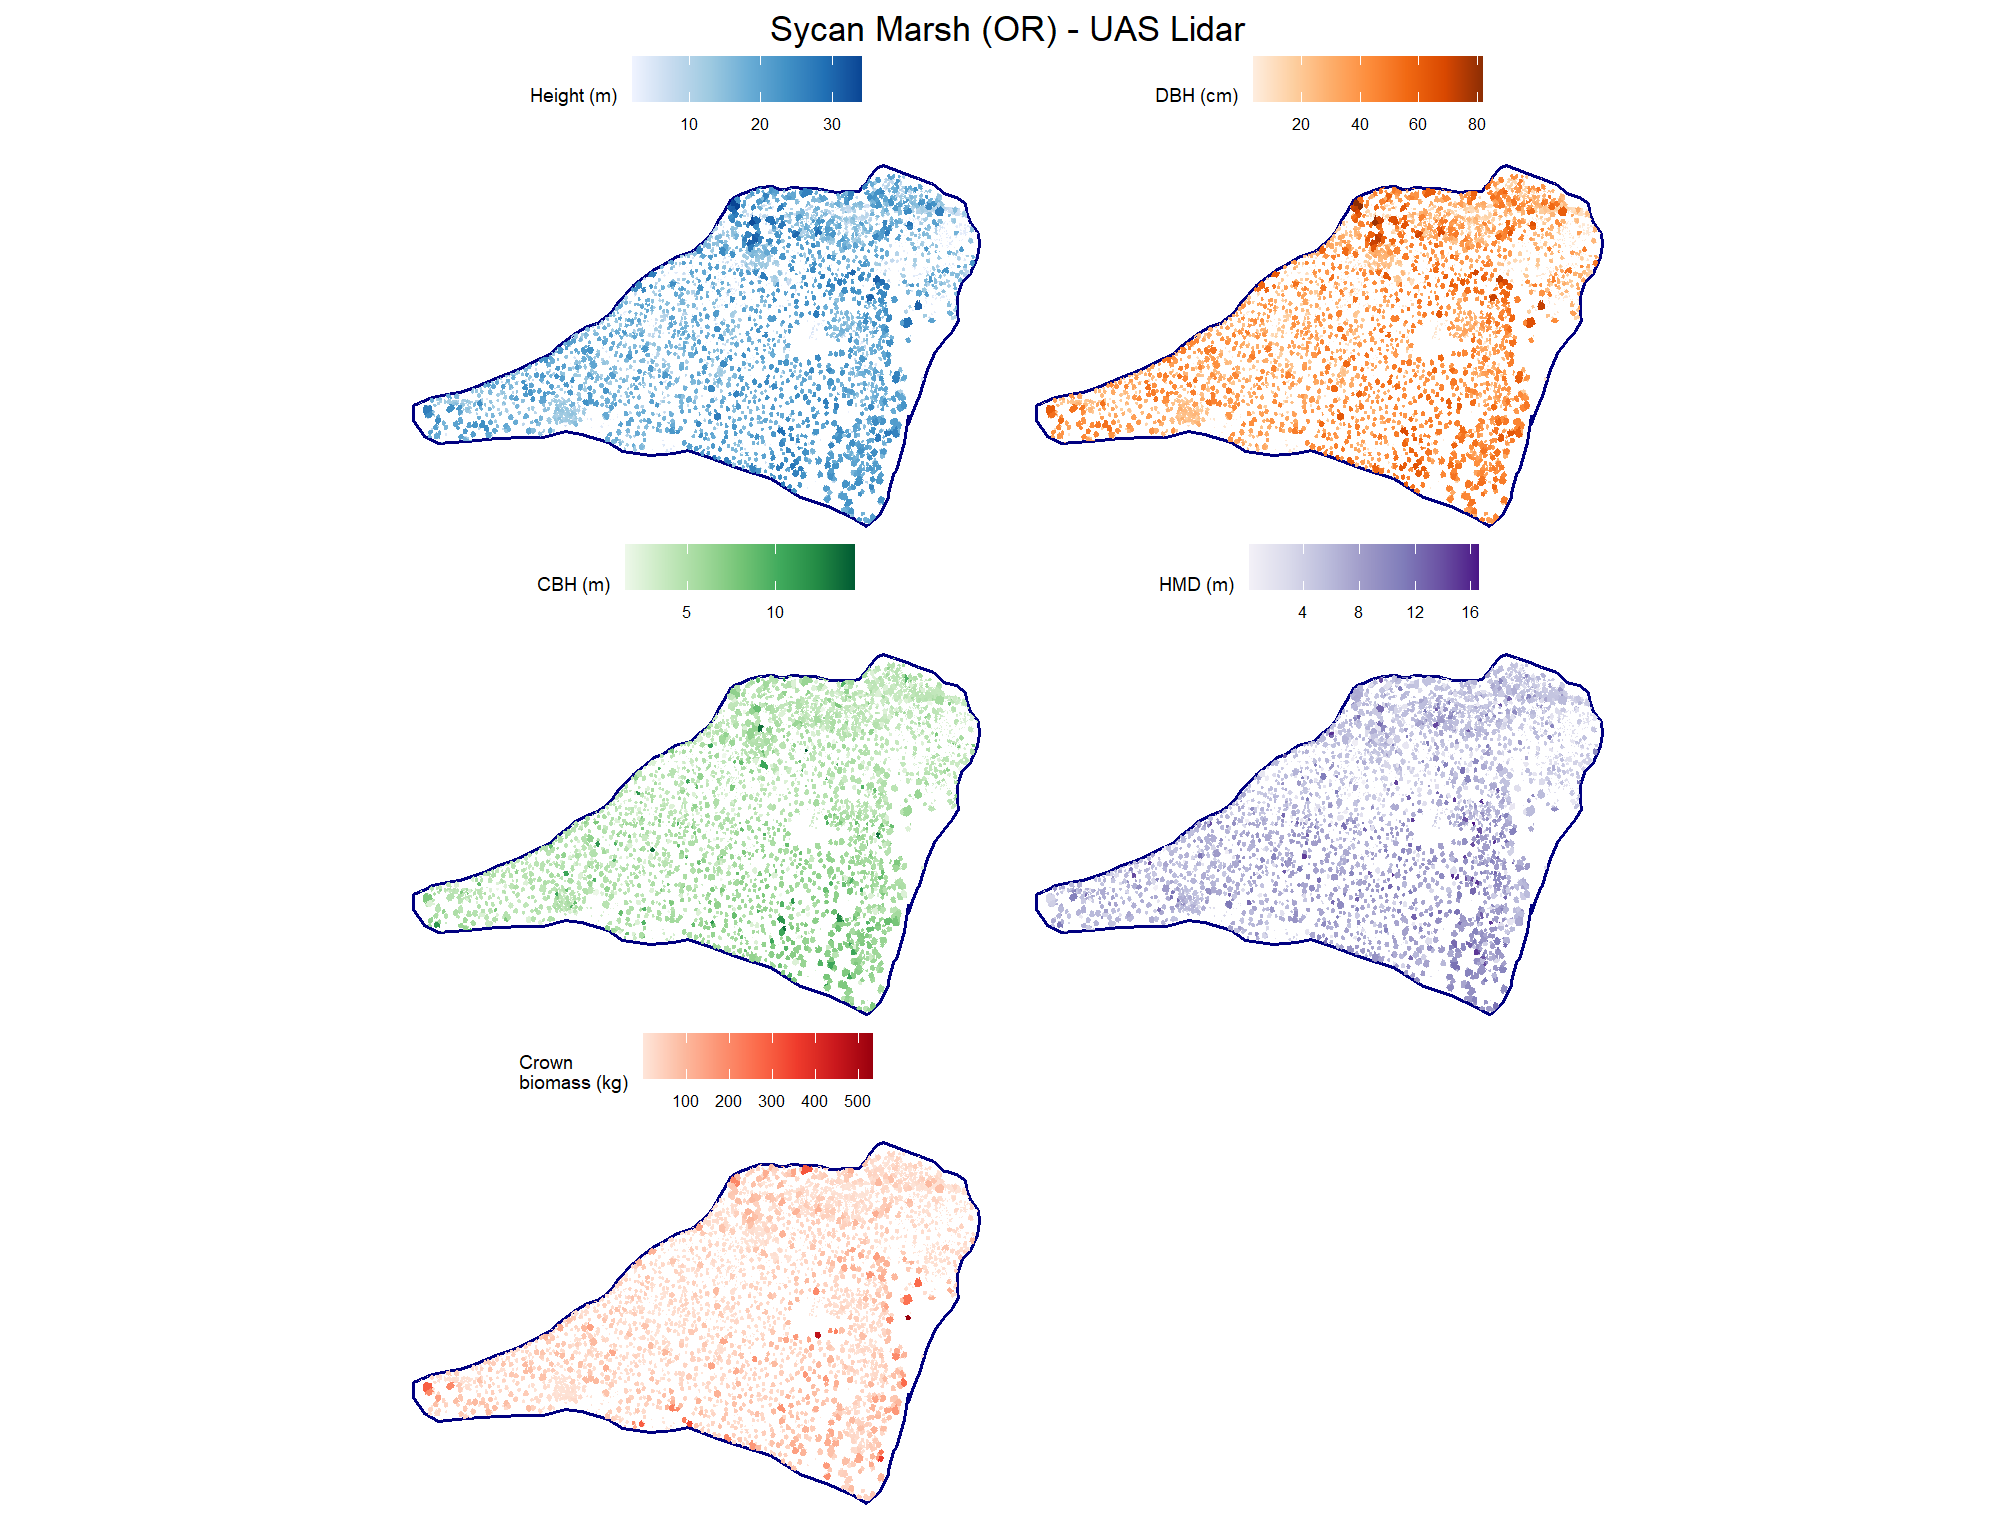 Sycan Marsh (OR) - UAS Lidar
Height (m)
10 20 30
DBH (cm)
20 40 60 80
CBH (m)
5 10
HMD (m)
4 8 12 16
Crown
biomass (kg)
100 200 300 400 500